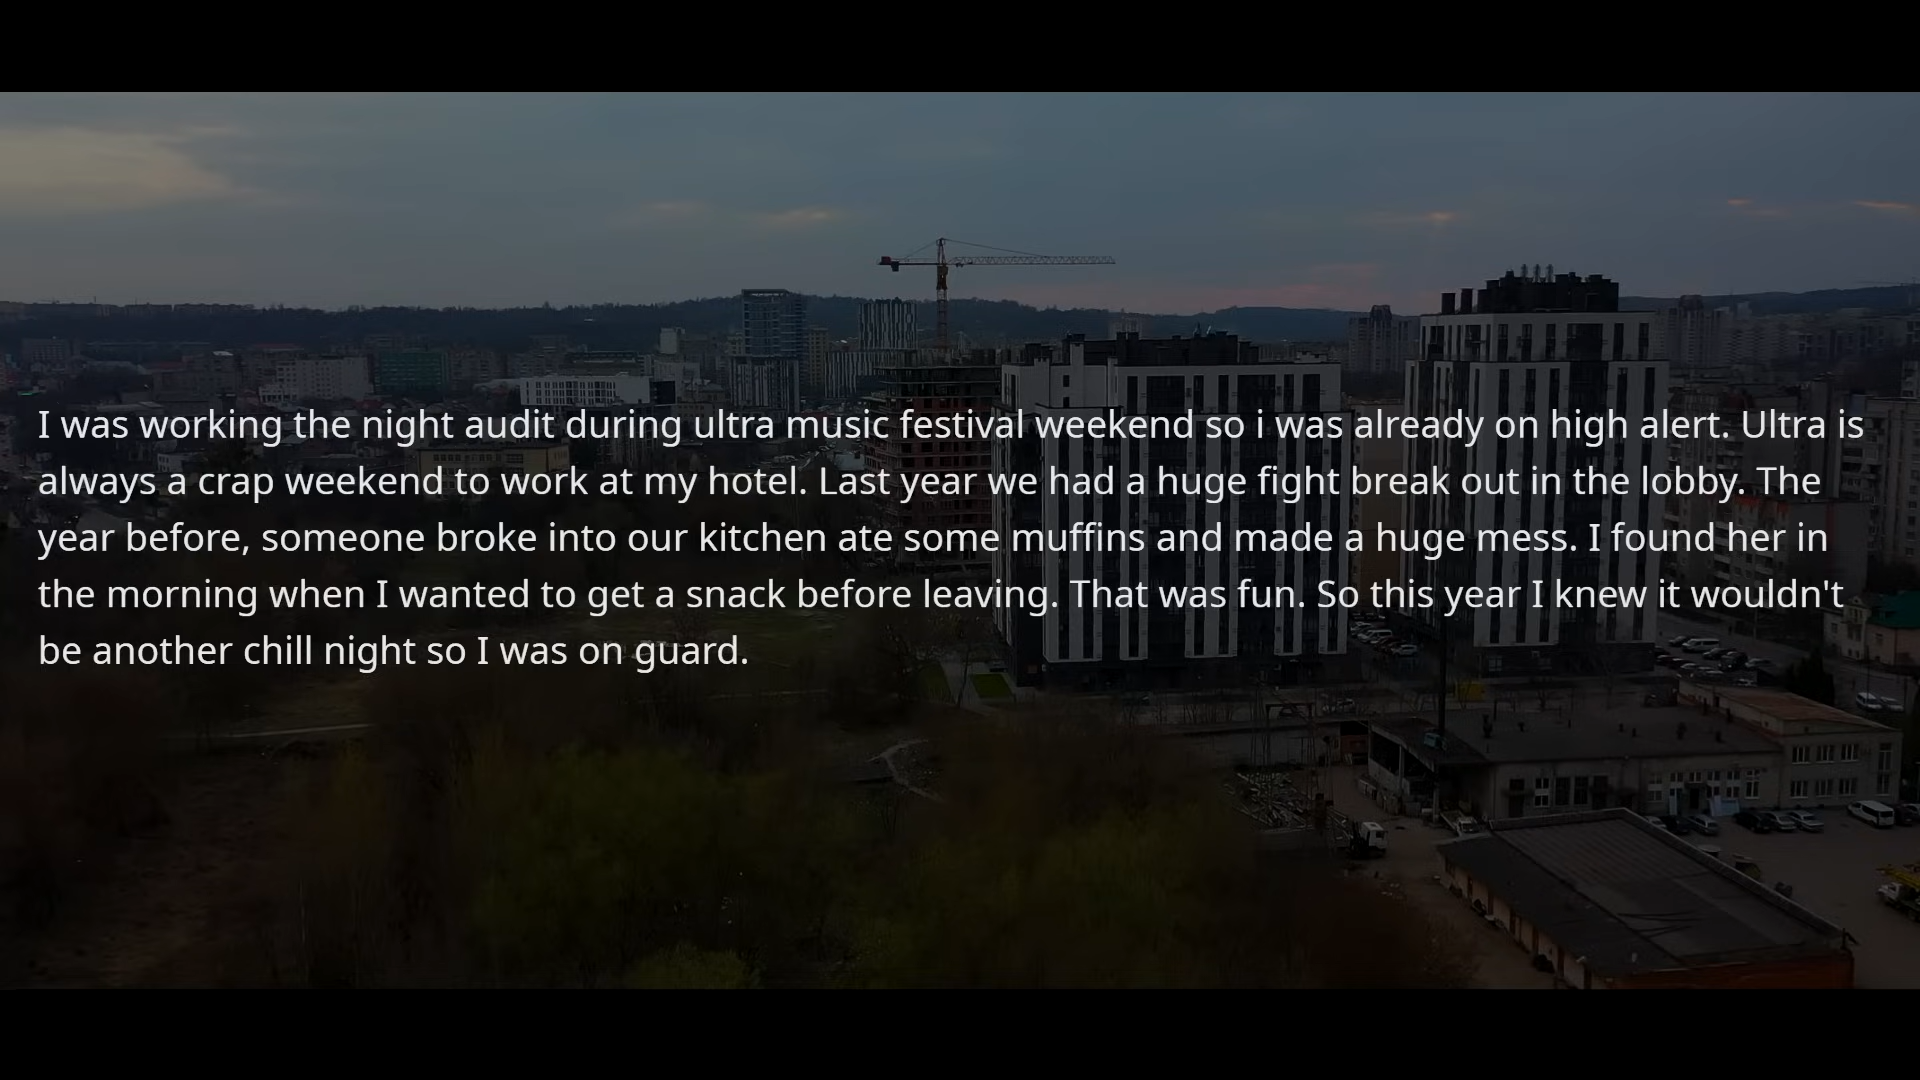 I was working the night audit during ultra music festival weekend so i was already on high alert. Ultra is
always a crap weekend to work at my hotel. Last year we had a huge fight break out in the lobby. The
year before, someone broke into our kitchen ate some muffins and made a huge mess. I found her in
the morning when I wanted to get a snack before leaving. That was fun. So this year I knew it wouldn't
be another chill night so I was on guard.